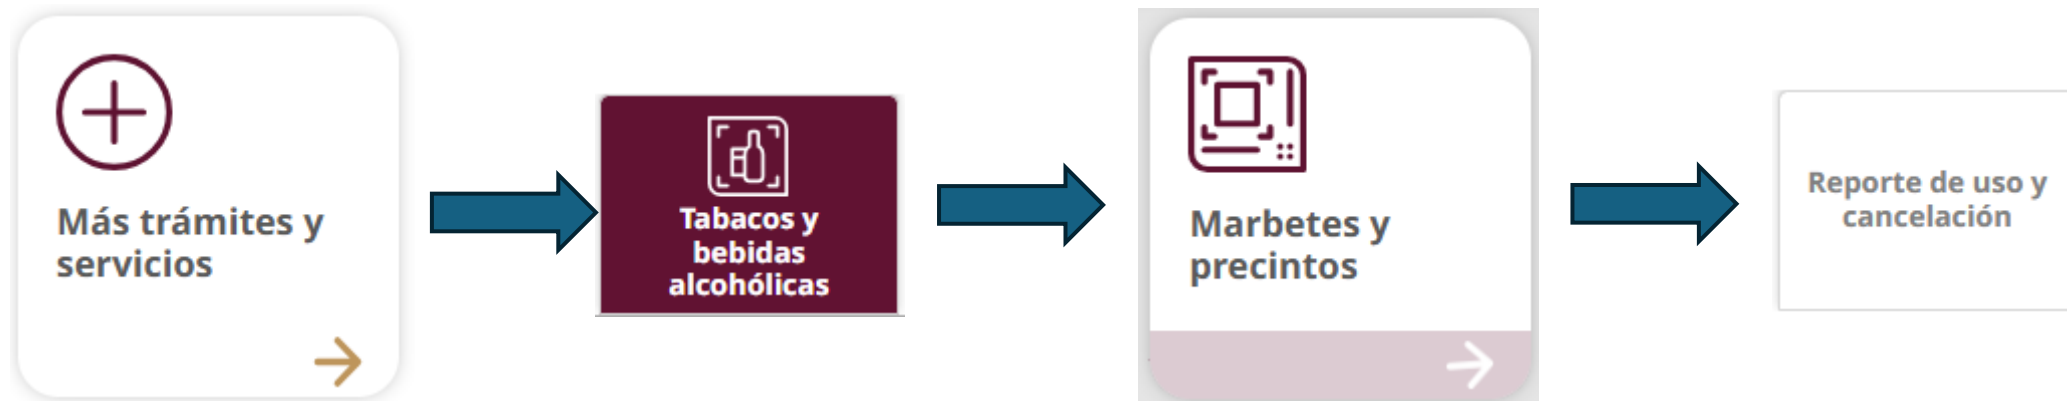 Más trámites y
servicios
Tabacos y
bebidas
alcohólicas
Marbetes y
precintos
Reporte de uso y
cancelación